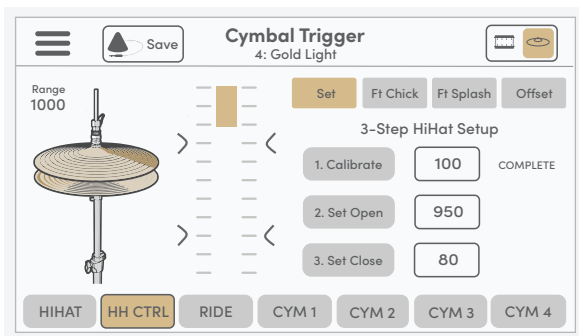 Save
Cymbal Trigger
4: Gold Light
Range
1000
Set
Ft Chick
Ft Splash
Offset
3-Step HiHat Setup
1. Calibrate
100
COMPLETE
2. Set Open
950
3. Set Close
80
HIHAT
HH CTRL
RIDE
CYM 1
CYM 2
CYM 3
CYM 4